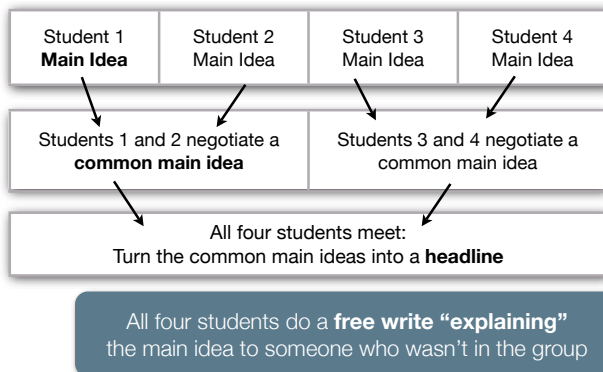 Student 1
Main Idea
Student 2
Main Idea
Student 3
Main Idea
Student 4
Main Idea
Students 1 and 2 negotiate a
common main idea
Students 3 and 4 negotiate a
common main idea
All four students meet:
Turn the common main ideas into a headline
All four students do a free write “explaining”
the main idea to someone who wasn’t in the group